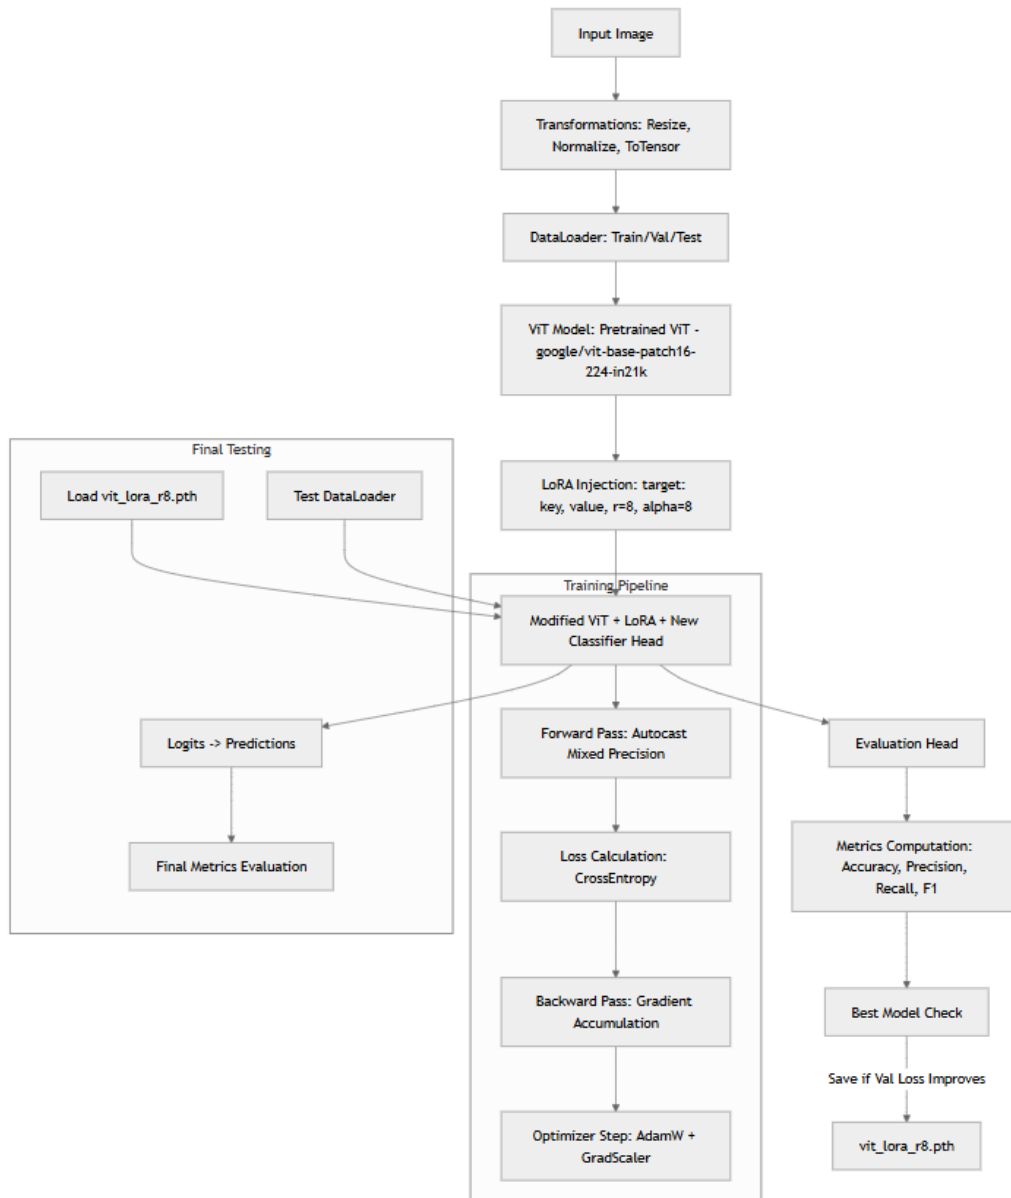 Input Image
Transformations: Resize,
Normalize, ToTensor
DataLoader: Train/Val/Test
ViT Model: Pretrained ViT -
google/vit-base-patch16-
224-in21k
LoRA Injection: target:
key, value, r=8, alpha=8
Final Testing
Load vit_lora_r8.pth
Test DataLoader
Training Pipeline
Modified ViT + LoRA + New
Classifier Head
Logits -> Predictions
Final Metrics Evaluation
Forward Pass: Autocast
Mixed Precision
Loss Calculation:
CrossEntropy
Backward Pass: Gradient
Accumulation
Optimizer Step: AdamW +
GradScaler
Evaluation Head
Metrics Computation:
Accuracy, Precision,
Recall, F1
Best Model Check
Save if Val Loss Improves
vit_lora_r8.pth